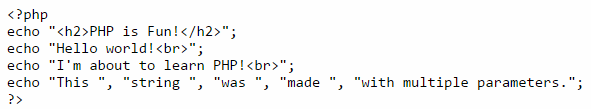 <?php
echo "<h2>PHP is Fun!</h2>";
echo "Hello world!<br>";
echo "I'm about to learn PHP!<br>";
echo "This ", "string ", "was ", "made ", "with multiple parameters.";
?>